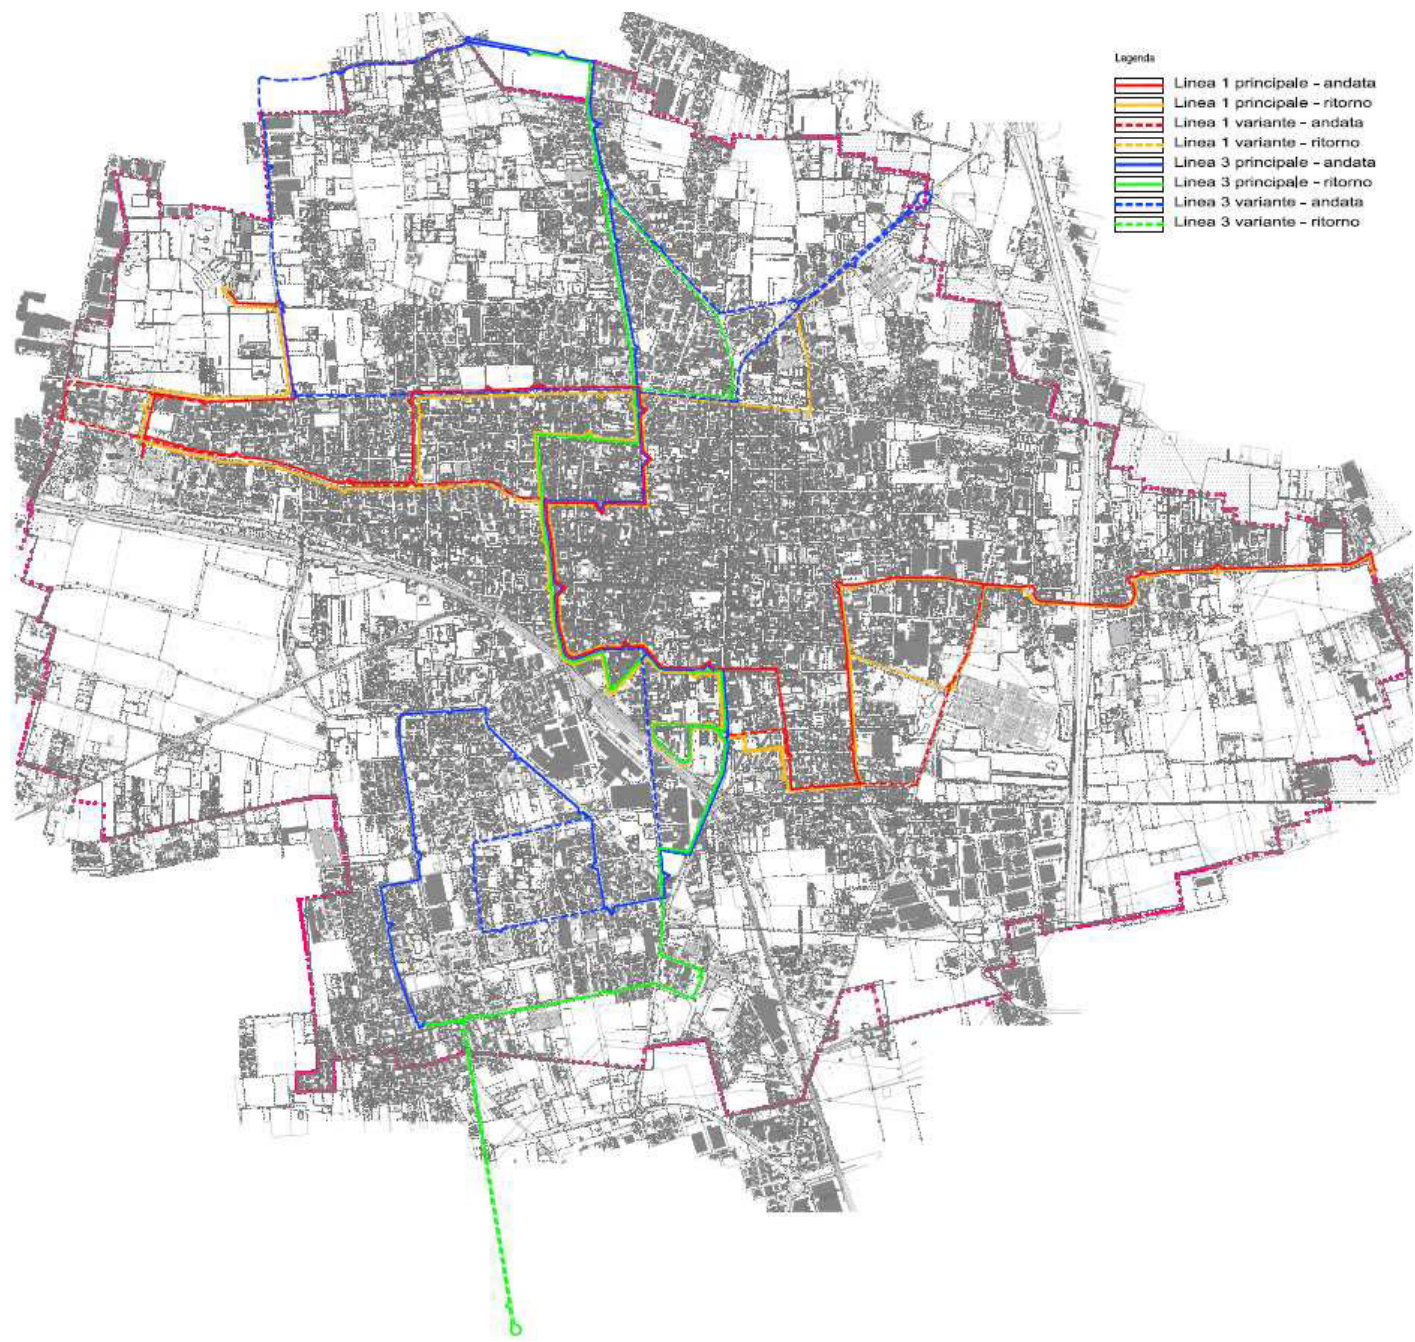 Legenda
Linea 1 principale - andata
Linea 1 principale - ritorno
Linea 1 variante - andata
Linea 1 variante - ritorno
Linea 3 principale - andata
Linea 3 principale - ritorno
Linea 3 variante - andata
Linea 3 variante - ritorno